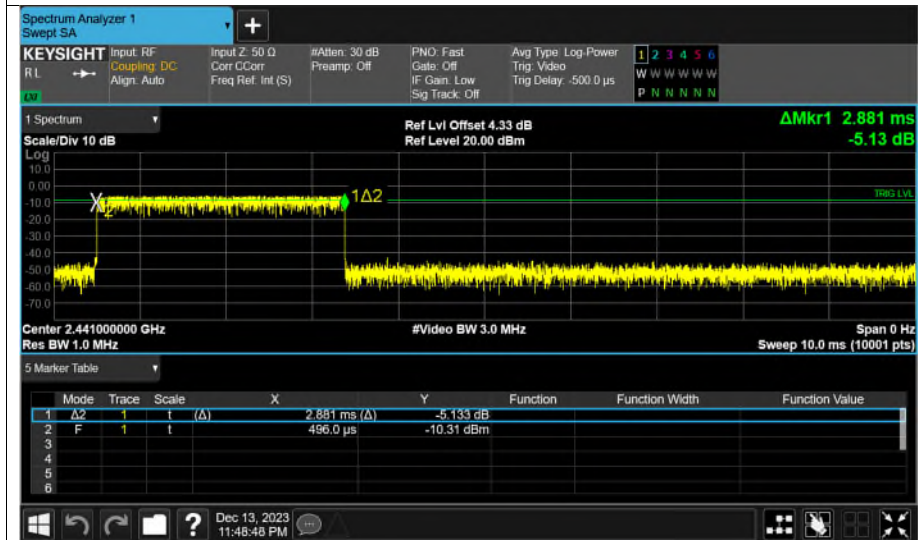 Spectrum Analyzer 1
Swept SA
KEYSIGHT Input: RF Input Z: 50 Ω #Atten: 30 dB PNO: Fast Avg Type: Log-Power 1 2 3 4 5 6
RL Coupling: DC Corr CCorr Preamp: Off Gate: Off Trig: Video W W W W W W
Align: Auto Freq Ref: Int (S) IF Gain: Low Trig Delay: -500.0 µs P N N N N N
LXI Sig Track: Off
1 Spectrum Ref Lvl Offset 4.33 dB ΔMkr1 2.881 ms
Scale/Div 10 dB Ref Level 20.00 dBm -5.13 dB
Log
10.0
0.00
TRIG LVL
-10.0 X 2 1Δ2
-20.0
-30.0
-40.0
-50.0
-60.0
-70.0
Center 2.441000000 GHz #Video BW 3.0 MHz Span 0 Hz
Res BW 1.0 MHz Sweep 10.0 ms (10001 pts)
5 Marker Table
Mode Trace Scale X Y Function Function Width Function Value
1 Δ2 1 t (Δ) 2.881 ms (Δ) -5.133 dB
2 F 1 t 496.0 µs -10.31 dBm
3
4
5
6
? Dec 13, 2023
11:48:48 PM